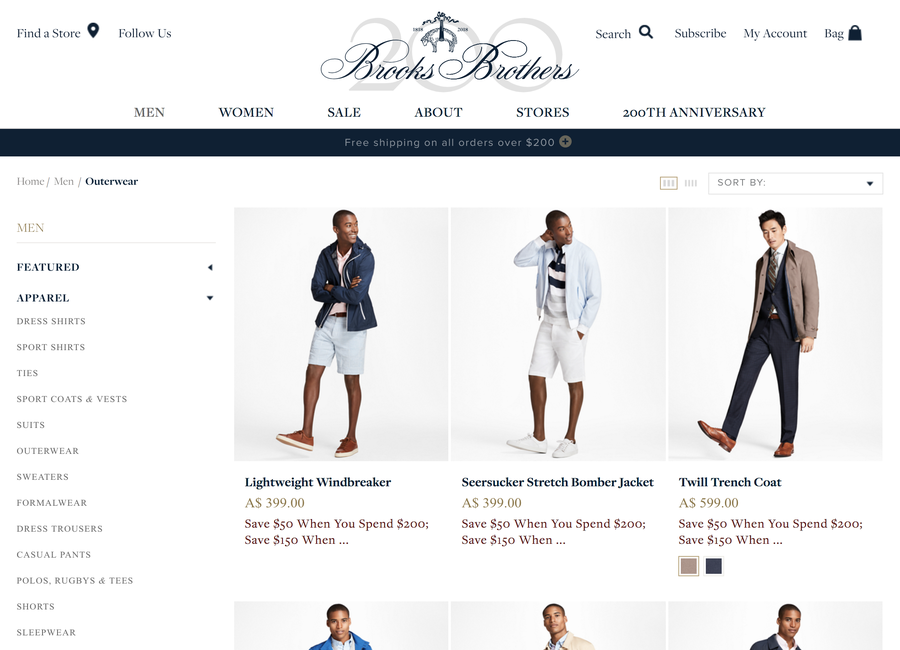 Find a Store
Follow Us
1818 2018
200
Brooks Brothers
Search
Subscribe
My Account
Bag
MEN
WOMEN
SALE
ABOUT
STORES
200TH ANNIVERSARY
Free shipping on all orders over $200
Home / Men / Outerwear
SORT BY:
MEN
FEATURED
APPAREL
DRESS SHIRTS
SPORT SHIRTS
TIES
SPORT COATS & VESTS
SUITS
OUTERWEAR
SWEATERS
FORMALWEAR
DRESS TROUSERS
CASUAL PANTS
POLOS, RUGBYS & TEES
SHORTS
SLEEPWEAR
Lightweight Windbreaker
A$ 399.00
Save $50 When You Spend $200;
Save $150 When ...
Seersucker Stretch Bomber Jacket
A$ 399.00
Save $50 When You Spend $200;
Save $150 When ...
Twill Trench Coat
A$ 599.00
Save $50 When You Spend $200;
Save $150 When ...